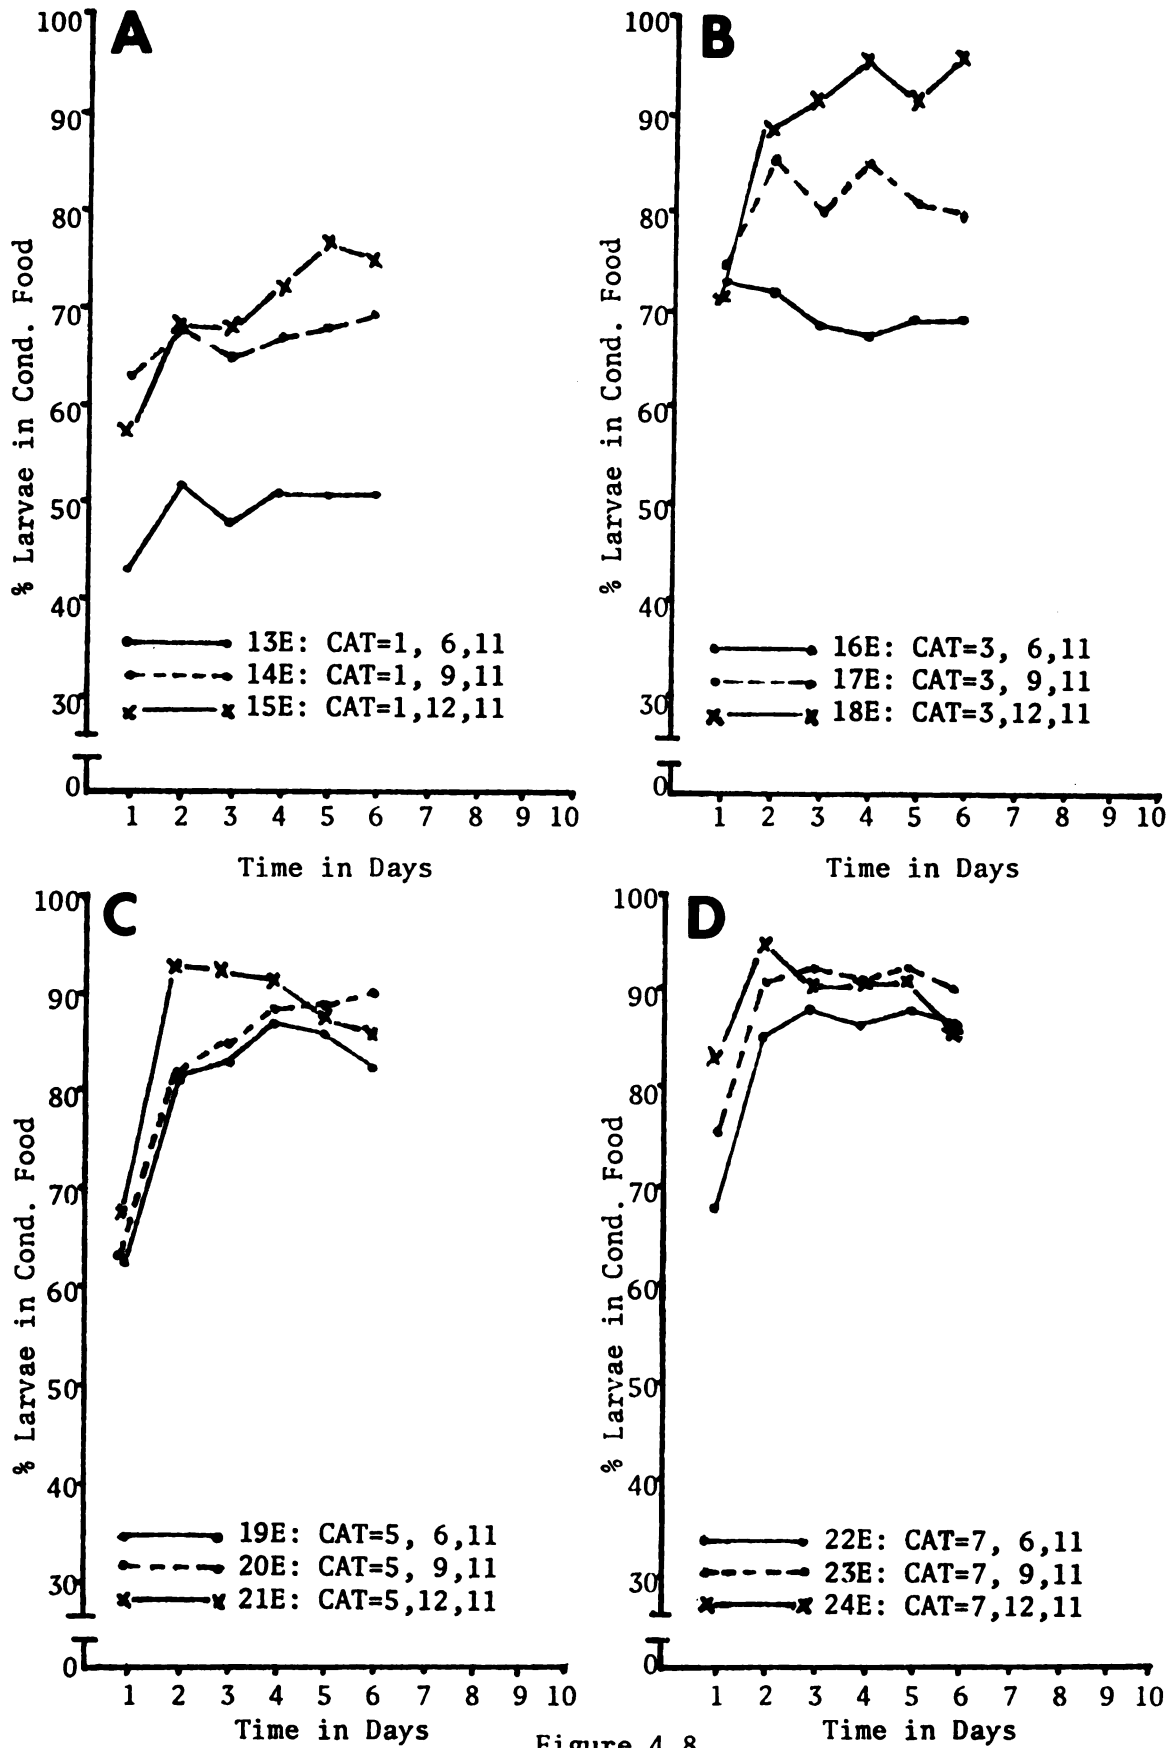 A
100
90
80
70
60
50
40
30
0
% Larvae in Cond. Food
13E: CAT=1, 6,11
14E: CAT=1, 9,11
15E: CAT=1,12,11
1 2 3 4 5 6 7 8 9 10
Time in Days
B
100
90
80
70
60
50
40
30
0
% Larvae in Cond. Food
16E: CAT=3, 6,11
17E: CAT=3, 9,11
18E: CAT=3,12,11
1 2 3 4 5 6 7 8 9 10
Time in Days
C
100
90
80
70
60
50
40
30
0
% Larvae in Cond. Food
19E: CAT=5, 6,11
20E: CAT=5, 9,11
21E: CAT=5,12,11
1 2 3 4 5 6 7 8 9 10
Time in Days
D
100
90
80
70
60
50
40
30
0
% Larvae in Cond. Food
22E: CAT=7, 6,11
23E: CAT=7, 9,11
24E: CAT=7,12,11
1 2 3 4 5 6 7 8 9 10
Time in Days
Figure 4.8